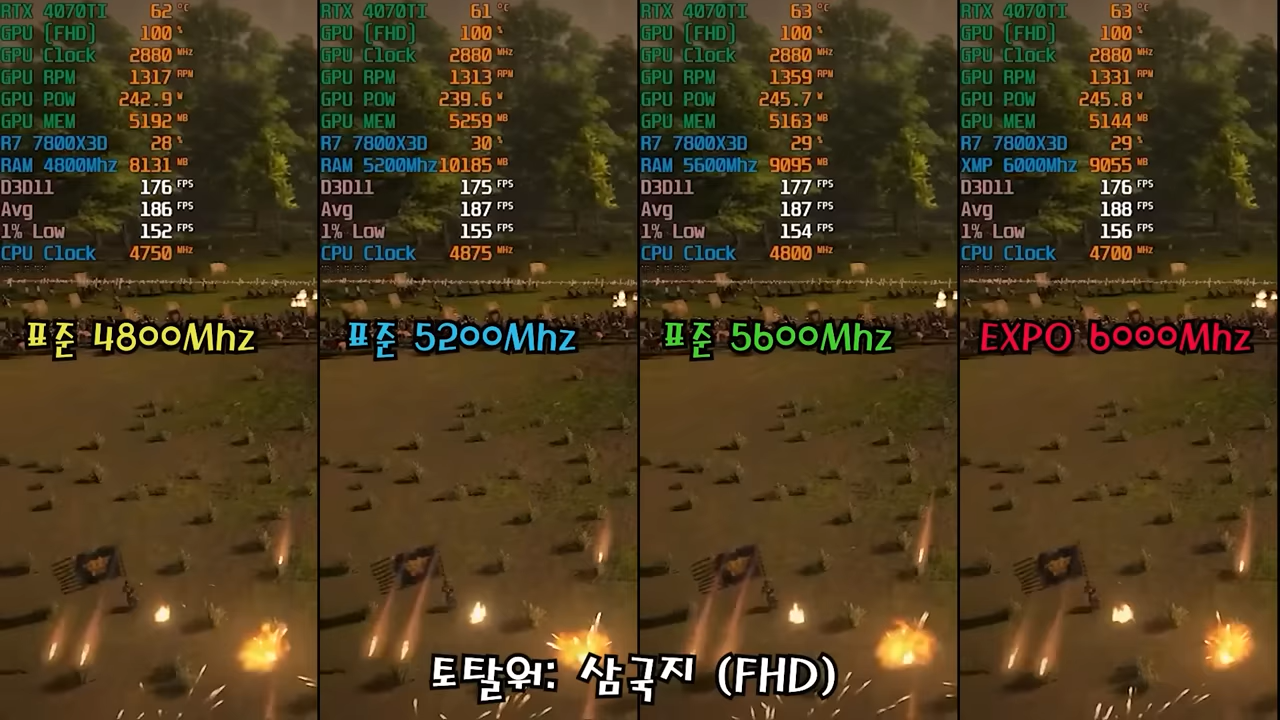 RTX 4070TI 62 °C
GPU (FHD) 100 %
GPU Clock 2880 MHz
GPU RPM 1317 RPM
GPU POW 242.9 W
GPU MEM 5192 MB
R7 7800X3D 28 %
RAM 4800Mhz 8131 MB
D3D11 176 FPS
Avg 186 FPS
1% Low 152 FPS
CPU Clock 4750 MHz
표준 4800Mhz
RTX 4070TI 61 °C
GPU (FHD) 100 %
GPU Clock 2880 MHz
GPU RPM 1313 RPM
GPU POW 239.6 W
GPU MEM 5259 MB
R7 7800X3D 30 %
RAM 5200Mhz 10185 MB
D3D11 175 FPS
Avg 187 FPS
1% Low 155 FPS
CPU Clock 4875 MHz
표준 5200Mhz
RTX 4070TI 63 °C
GPU (FHD) 100 %
GPU Clock 2880 MHz
GPU RPM 1359 RPM
GPU POW 245.7 W
GPU MEM 5163 MB
R7 7800X3D 29 %
RAM 5600Mhz 9095 MB
D3D11 177 FPS
Avg 187 FPS
1% Low 154 FPS
CPU Clock 4800 MHz
표준 5600Mhz
RTX 4070TI 63 °C
GPU (FHD) 100 %
GPU Clock 2880 MHz
GPU RPM 1331 RPM
GPU POW 245.8 W
GPU MEM 5144 MB
R7 7800X3D 29 %
XMP 6000Mhz 9055 MB
D3D11 176 FPS
Avg 188 FPS
1% Low 156 FPS
CPU Clock 4700 MHz
EXPO 6000Mhz
토탈워: 삼국지 (FHD)